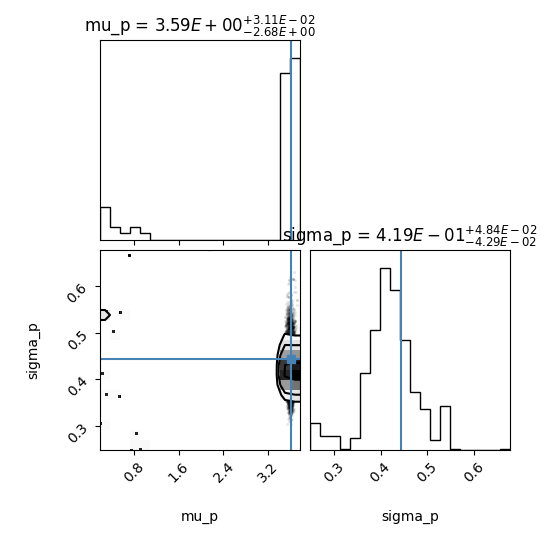 mu_p = 3.59E + 00+3.11E−02−2.68E+00
sigma_p = 4.19E − 01+4.84E−02−4.29E−02
0.6
0.5
0.4
0.3
sigma_p
0.8 1.6 2.4 3.2
0.3 0.4 0.5 0.6
mu_p
sigma_p